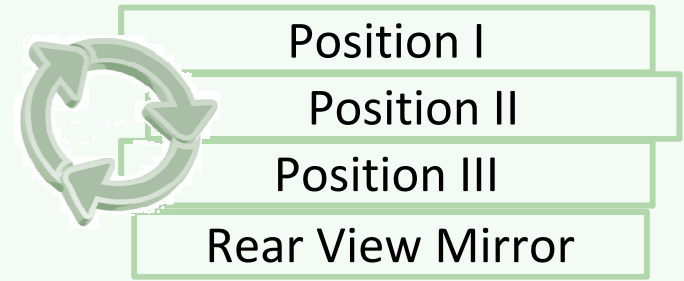 Position I
Position II
Position III
Rear View Mirror